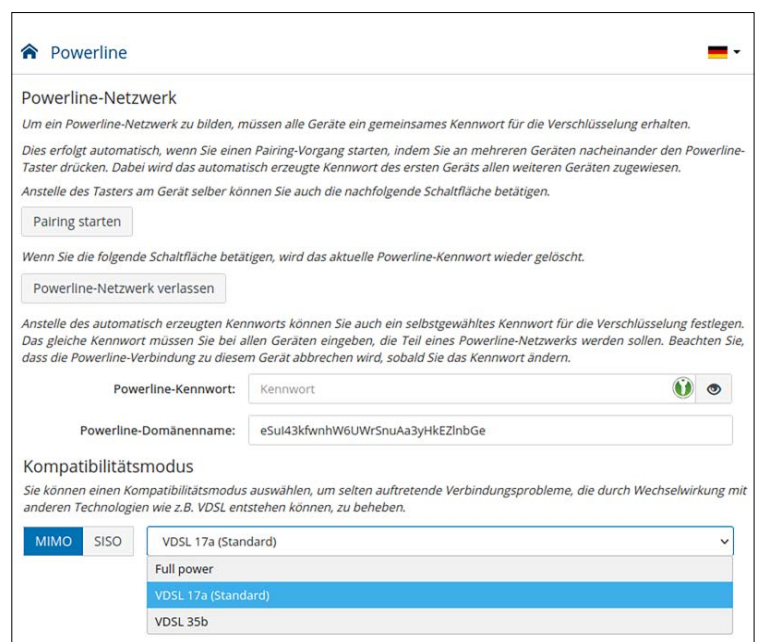 Powerline
Powerline-Netzwerk
Um ein Powerline-Netzwerk zu bilden, müssen alle Geräte ein gemeinsames Kennwort für die Verschlüsselung erhalten.
Dies erfolgt automatisch, wenn Sie einen Pairing-Vorgang starten, indem Sie an mehreren Geräten nacheinander den Powerline-
Taster drücken. Dabei wird das automatisch erzeugte Kennwort des ersten Geräts allen weiteren Geräten zugewiesen.
Anstelle des Tasters am Gerät selber können Sie auch die nachfolgende Schaltfläche betätigen.
Pairing starten
Wenn Sie die folgende Schaltfläche betätigen, wird das aktuelle Powerline-Kennwort wieder gelöscht.
Powerline-Netzwerk verlassen
Anstelle des automatisch erzeugten Kennworts können Sie auch ein selbstgewähltes Kennwort für die Verschlüsselung festlegen.
Das gleiche Kennwort müssen Sie bei allen Geräten eingeben, die Teil eines Powerline-Netzwerks werden sollen. Beachten Sie,
dass die Powerline-Verbindung zu diesem Gerät abbrechen wird, sobald Sie das Kennwort ändern.
Powerline-Kennwort: Kennwort
Powerline-Domänenname: eSuI43kfwnhW6UWrSnuAa3yHkEZlnbGe
Kompatibilitätsmodus
Sie können einen Kompatibilitätsmodus auswählen, um selten auftretende Verbindungsprobleme, die durch Wechselwirkung mit
anderen Technologien wie z.B. VDSL entstehen können, zu beheben.
MIMO SISO VDSL 17a (Standard)
Full power
VDSL 17a (Standard)
VDSL 35b